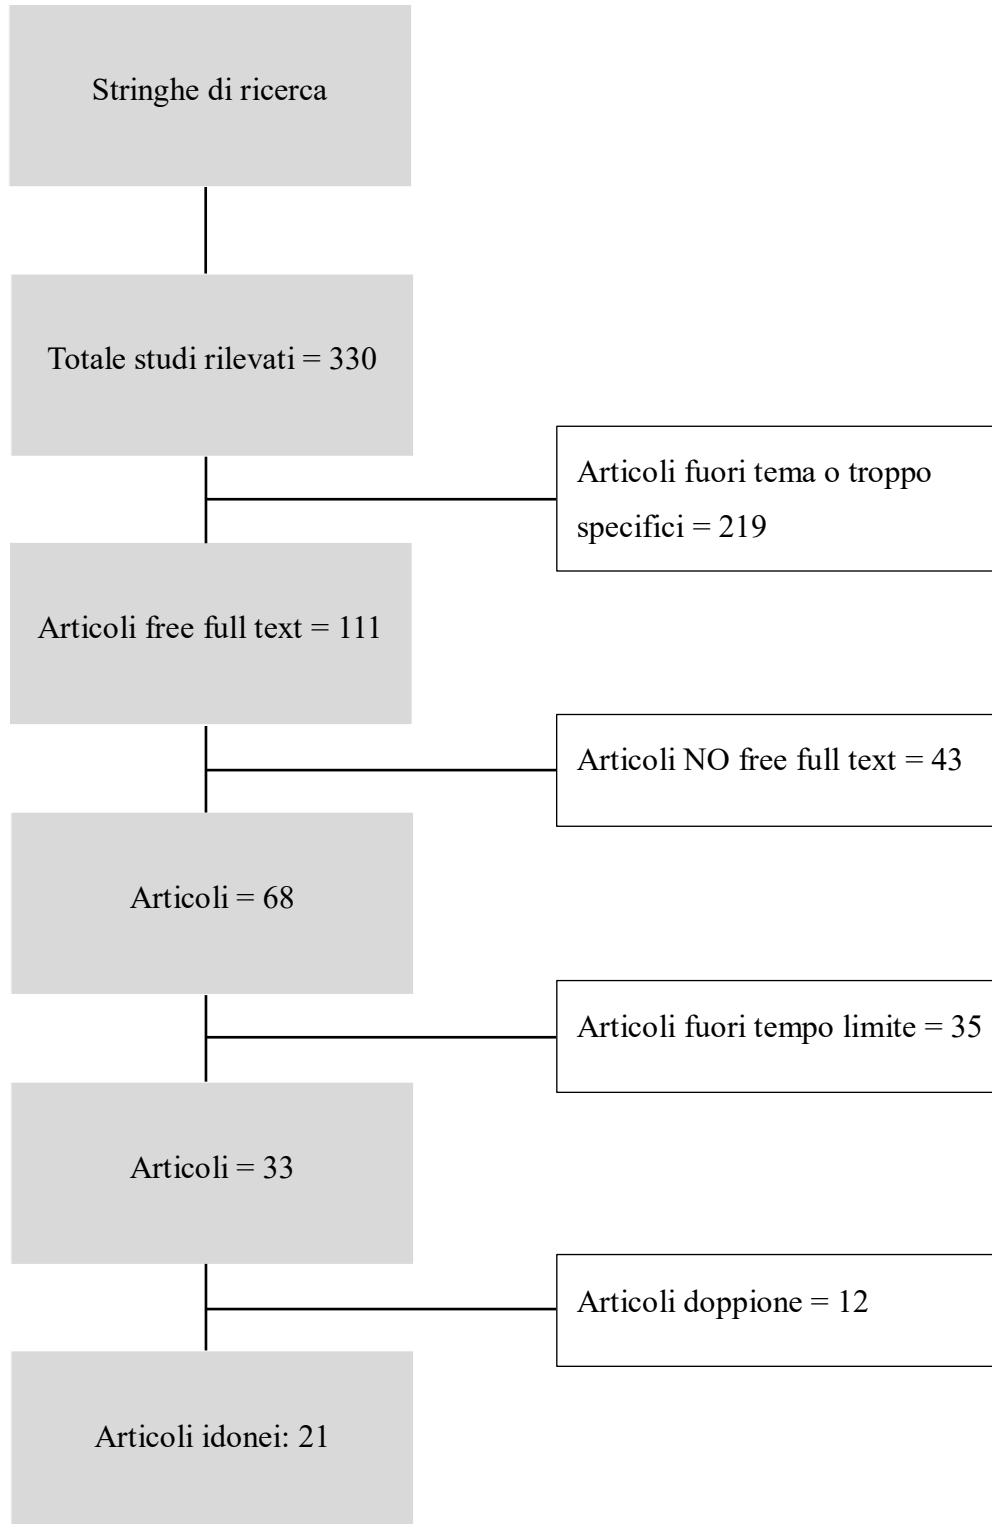 Stringhe di ricerca
Totale studi rilevati = 330
Articoli fuori tema o troppo
specifici = 219
Articoli free full text = 111
Articoli NO free full text = 43
Articoli = 68
Articoli fuori tempo limite = 35
Articoli = 33
Articoli doppione = 12
Articoli idonei: 21